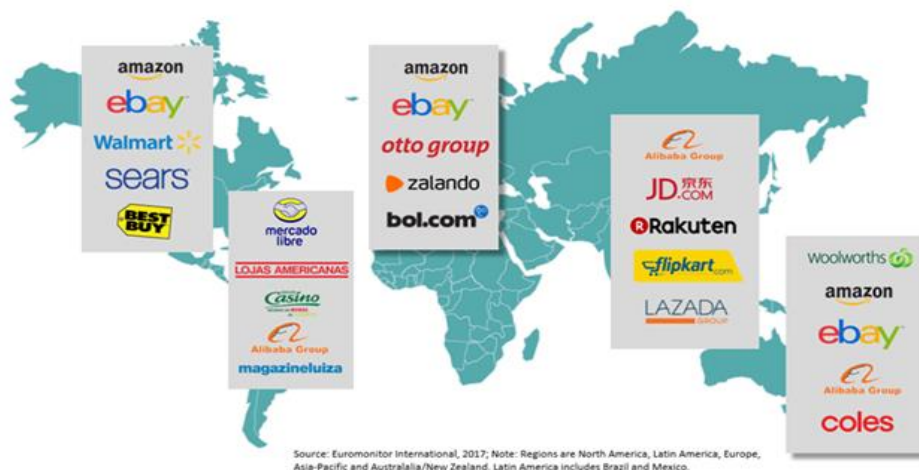 amazon
ebay
Walmart
sears
BEST
BUY
mercado
libre
LOJAS AMERICANAS
Casino
Alibaba Group
magazineluiza
amazon
ebay
otto group
zalando
bol.com
Alibaba Group
JD.京东
.COM
R Rakuten
flipkart.com
LAZADA
GROUP
woolworths
amazon
ebay
Alibaba Group
coles
Source: Euromonitor International, 2017; Note: Regions are North America, Latin America, Europe,
Asia-Pacific and Australalia/New Zealand. Latin America includes Brazil and Mexico.